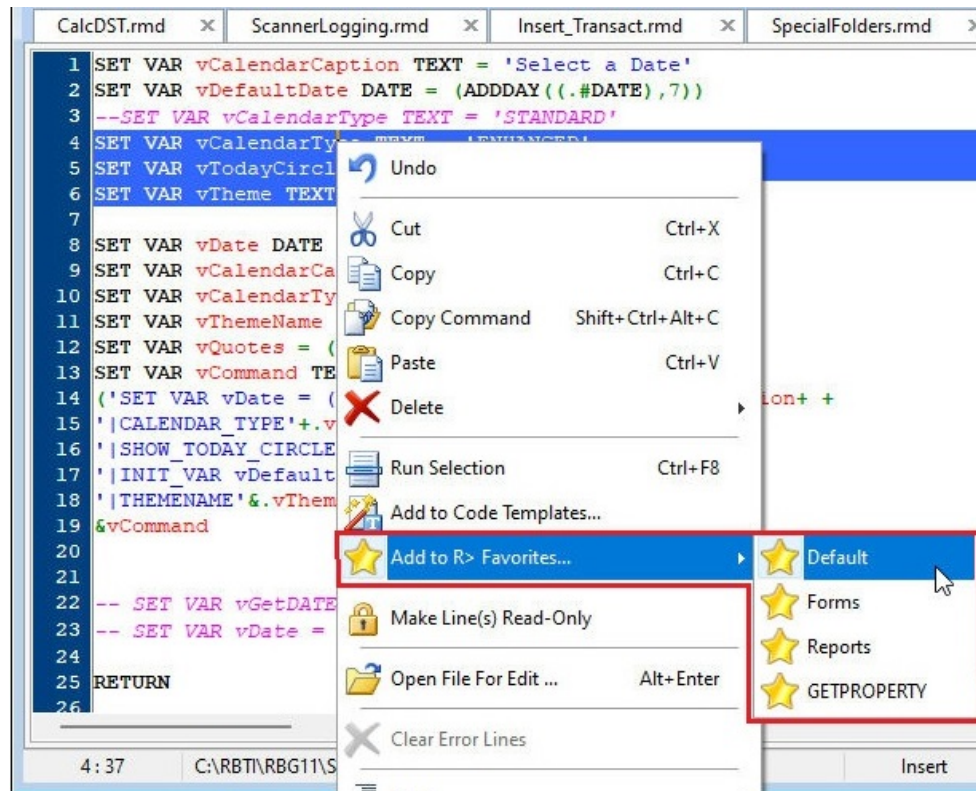 CalcDST.rmd
ScannerLogging.rmd
Insert_Transact.rmd
SpecialFolders.rmd
1 SET VAR vCalendarCaption TEXT = 'Select a Date'
2 SET VAR vDefaultDate DATE = (ADDDAY((.#DATE),7))
3 --SET VAR vCalendarType TEXT = 'STANDARD'
4 SET VAR vCalendarType TEXT = 'ENHANCED'
5 SET VAR vTodayCircl
6 SET VAR vTheme TEXT
7
8 SET VAR vDate DATE
9 SET VAR vCalendarCa
10 SET VAR vCalendarTy
11 SET VAR vThemeName
12 SET VAR vQuotes = (
13 SET VAR vCommand TE
14 ('SET VAR vDate = ( ion+ +
15 '|CALENDAR_TYPE'+.v
16 '|SHOW_TODAY_CIRCLE
17 '|INIT_VAR vDefault
18 '|THEMENAME'&.vThem
19 &vCommand
20
21
22 -- SET VAR vGetDATE
23 -- SET VAR vDate =
24
25 RETURN
26
Undo
Cut Ctrl+X
Copy Ctrl+C
Copy Command Shift+Ctrl+Alt+C
Paste Ctrl+V
Delete
Run Selection Ctrl+F8
Add to Code Templates...
Add to R> Favorites...
Make Line(s) Read-Only
Open File For Edit ... Alt+Enter
Clear Error Lines
Default
Forms
Reports
GETPROPERTY
4: 37 C:\RBTI\RBG11\S Insert